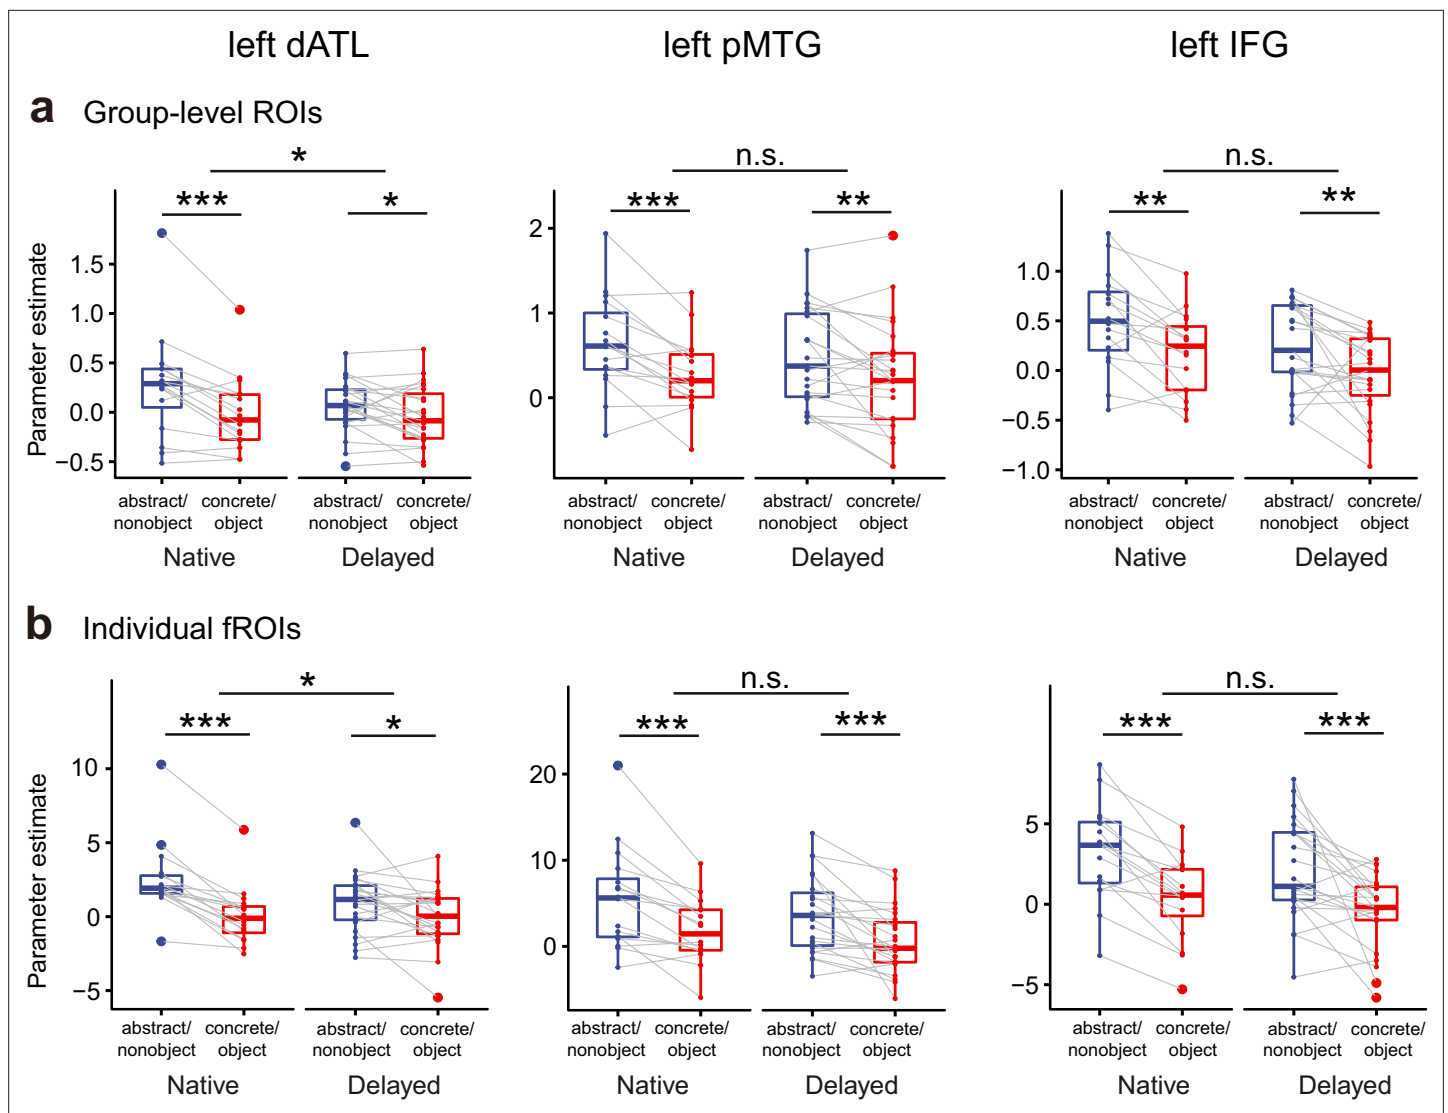 left dATL
left pMTG
left IFG
a Group-level ROIs
*
n.s.
n.s.
***
*
***
**
**
**
Parameter estimate
1.5
1.0
0.5
0.0
−0.5
2
1
0
1.0
0.5
0.0
−0.5
−1.0
abstract/
nonobject
concrete/
object
abstract/
nonobject
concrete/
object
abstract/
nonobject
concrete/
object
abstract/
nonobject
concrete/
object
abstract/
nonobject
concrete/
object
abstract/
nonobject
concrete/
object
Native
Delayed
Native
Delayed
Native
Delayed
b Individual fROIs
*
n.s.
n.s.
***
*
***
***
***
***
Parameter estimate
10
5
0
−5
20
10
0
5
0
−5
abstract/
nonobject
concrete/
object
abstract/
nonobject
concrete/
object
abstract/
nonobject
concrete/
object
abstract/
nonobject
concrete/
object
abstract/
nonobject
concrete/
object
abstract/
nonobject
concrete/
object
Native
Delayed
Native
Delayed
Native
Delayed